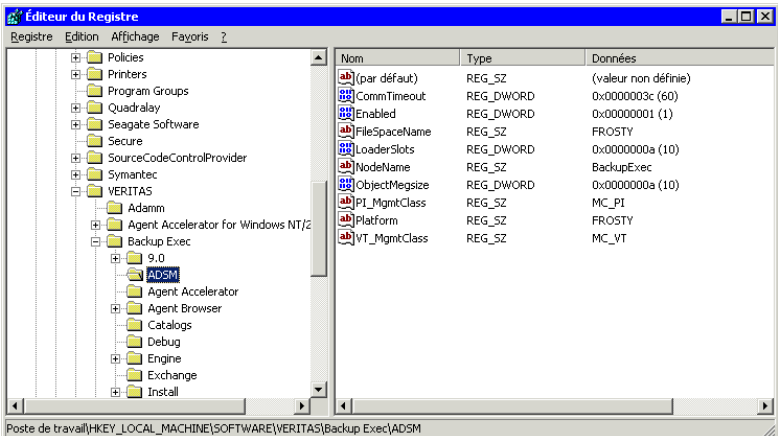 Éditeur du Registre
Registre Edition Affichage Favoris ?
Policies
Printers
Program Groups
Quadralay
Seagate Software
Secure
SourceCodeControlProvider
Symantec
VERITAS
Adamm
Agent Accelerator for Windows NT/2
Backup Exec
9.0
ADSM
Agent Accelerator
Agent Browser
Catalogs
Debug
Engine
Exchange
Install
Nom Type Données
(par défaut) REG_SZ (valeur non définie)
CommTimeout REG_DWORD 0x0000003c (60)
Enabled REG_DWORD 0x00000001 (1)
FileSpaceName REG_SZ FROSTY
LoaderSlots REG_DWORD 0x0000000a (10)
NodeName REG_SZ BackupExec
ObjectMegsize REG_DWORD 0x0000000a (10)
PI_MgmtClass REG_SZ MC_PI
Platform REG_SZ FROSTY
VT_MgmtClass REG_SZ MC_VT
Poste de travail\HKEY_LOCAL_MACHINE\SOFTWARE\VERITAS\Backup Exec\ADSM